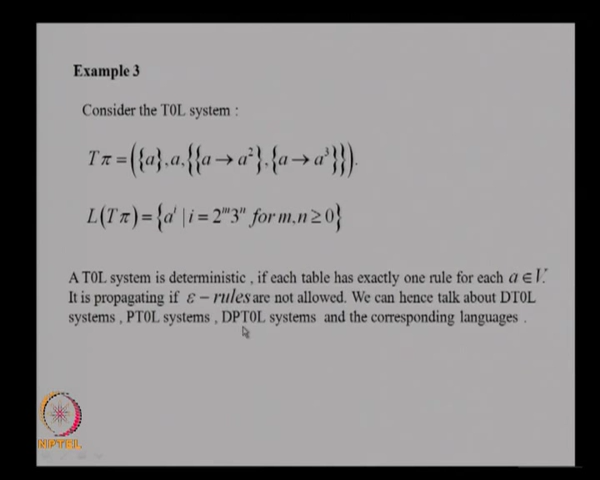 Example 3
Consider the T0L system :
Tπ = ({a},a,{{a → a²},{a → a³}}).
L(Tπ) = {aⁱ | i = 2ᵐ3ⁿ for m,n ≥ 0}
A T0L system is deterministic , if each table has exactly one rule for each a ∈ V.
It is propagating if ε – rules are not allowed. We can hence talk about DT0L
systems , PT0L systems , DPT0L systems and the corresponding languages .
NPTEL